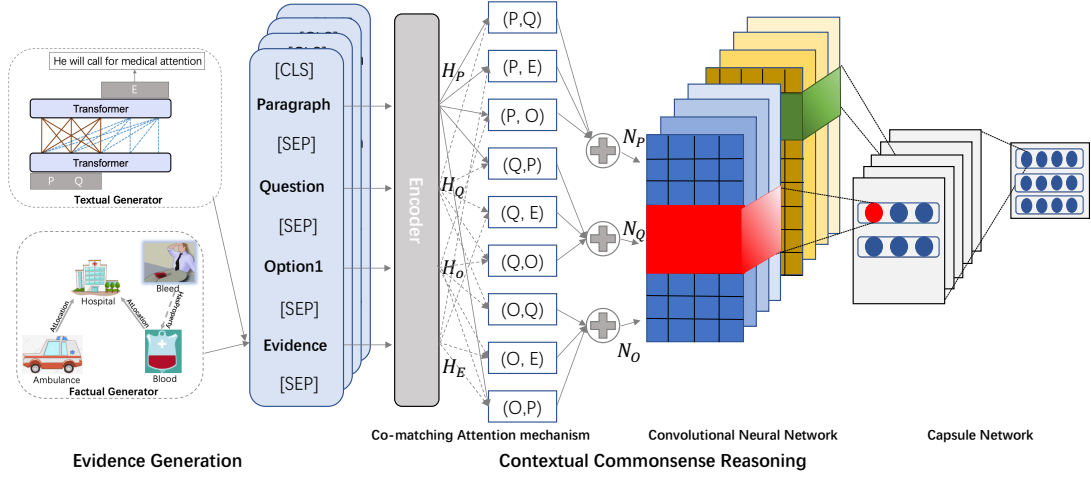 He will call for medical attention
E
Transformer
Transformer
P Q
Textual Generator
Bleed
Hospital
AtLocation
AtLocation
HasProperty
Ambulance
Blood
Factual Generator
Evidence Generation
[CLS]
[CLS]
Paragraph
[SEP]
Question
[SEP]
Option1
[SEP]
Evidence
[SEP]
Encoder
H_P
H_Q
H_O
H_E
(P,Q)
(P, E)
(P, O)
(Q,P)
(Q, E)
(Q,O)
(O,Q)
(O, E)
(O,P)
N_P
N_Q
N_O
Co-matching Attention mechanism
Convolutional Neural Network
Capsule Network
Contextual Commonsense Reasoning